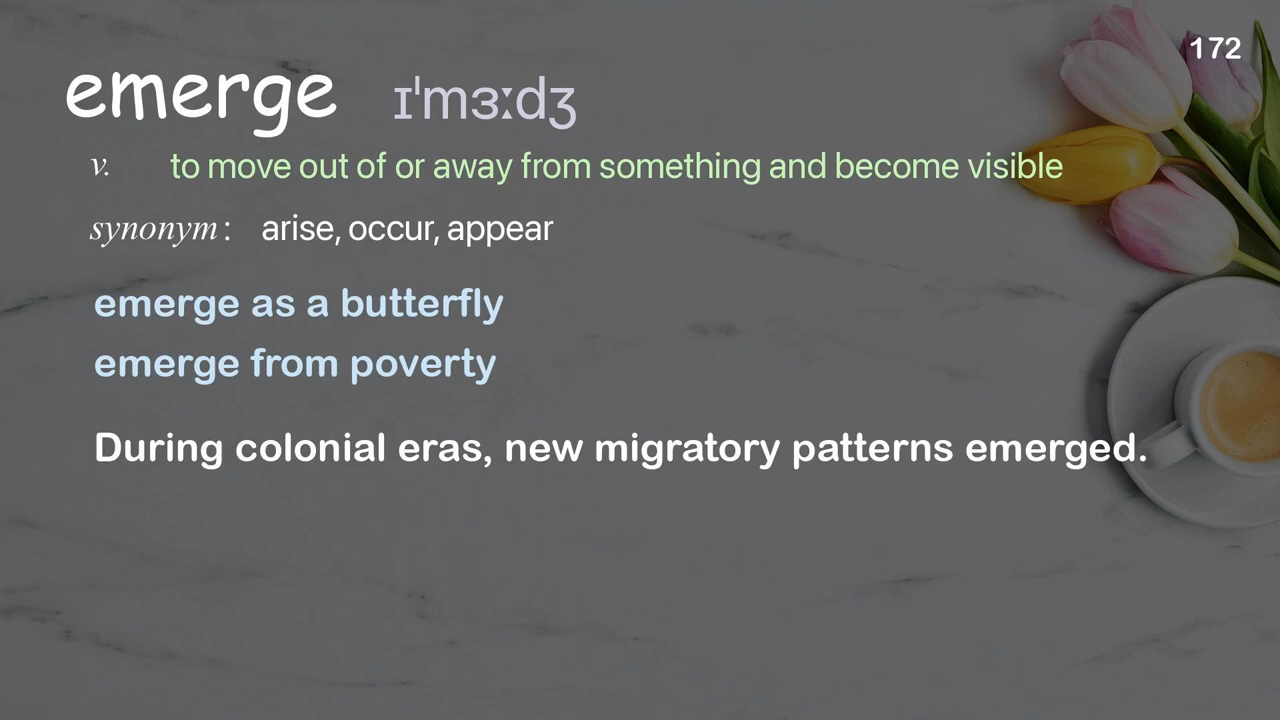 172
emerge ɪˈmɜːdʒ
v. to move out of or away from something and become visible
synonym : arise, occur, appear
emerge as a butterfly
emerge from poverty
During colonial eras, new migratory patterns emerged.